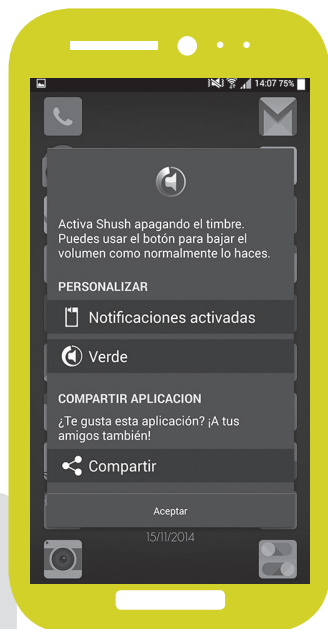 14:07 75%
Activa Shush apagando el timbre.
Puedes usar el botón para bajar el
volumen como normalmente lo haces.
PERSONALIZAR
Notificaciones activadas
Verde
COMPARTIR APLICACION
¿Te gusta esta aplicación? ¡A tus
amigos también!
Compartir
Aceptar
15/11/2014